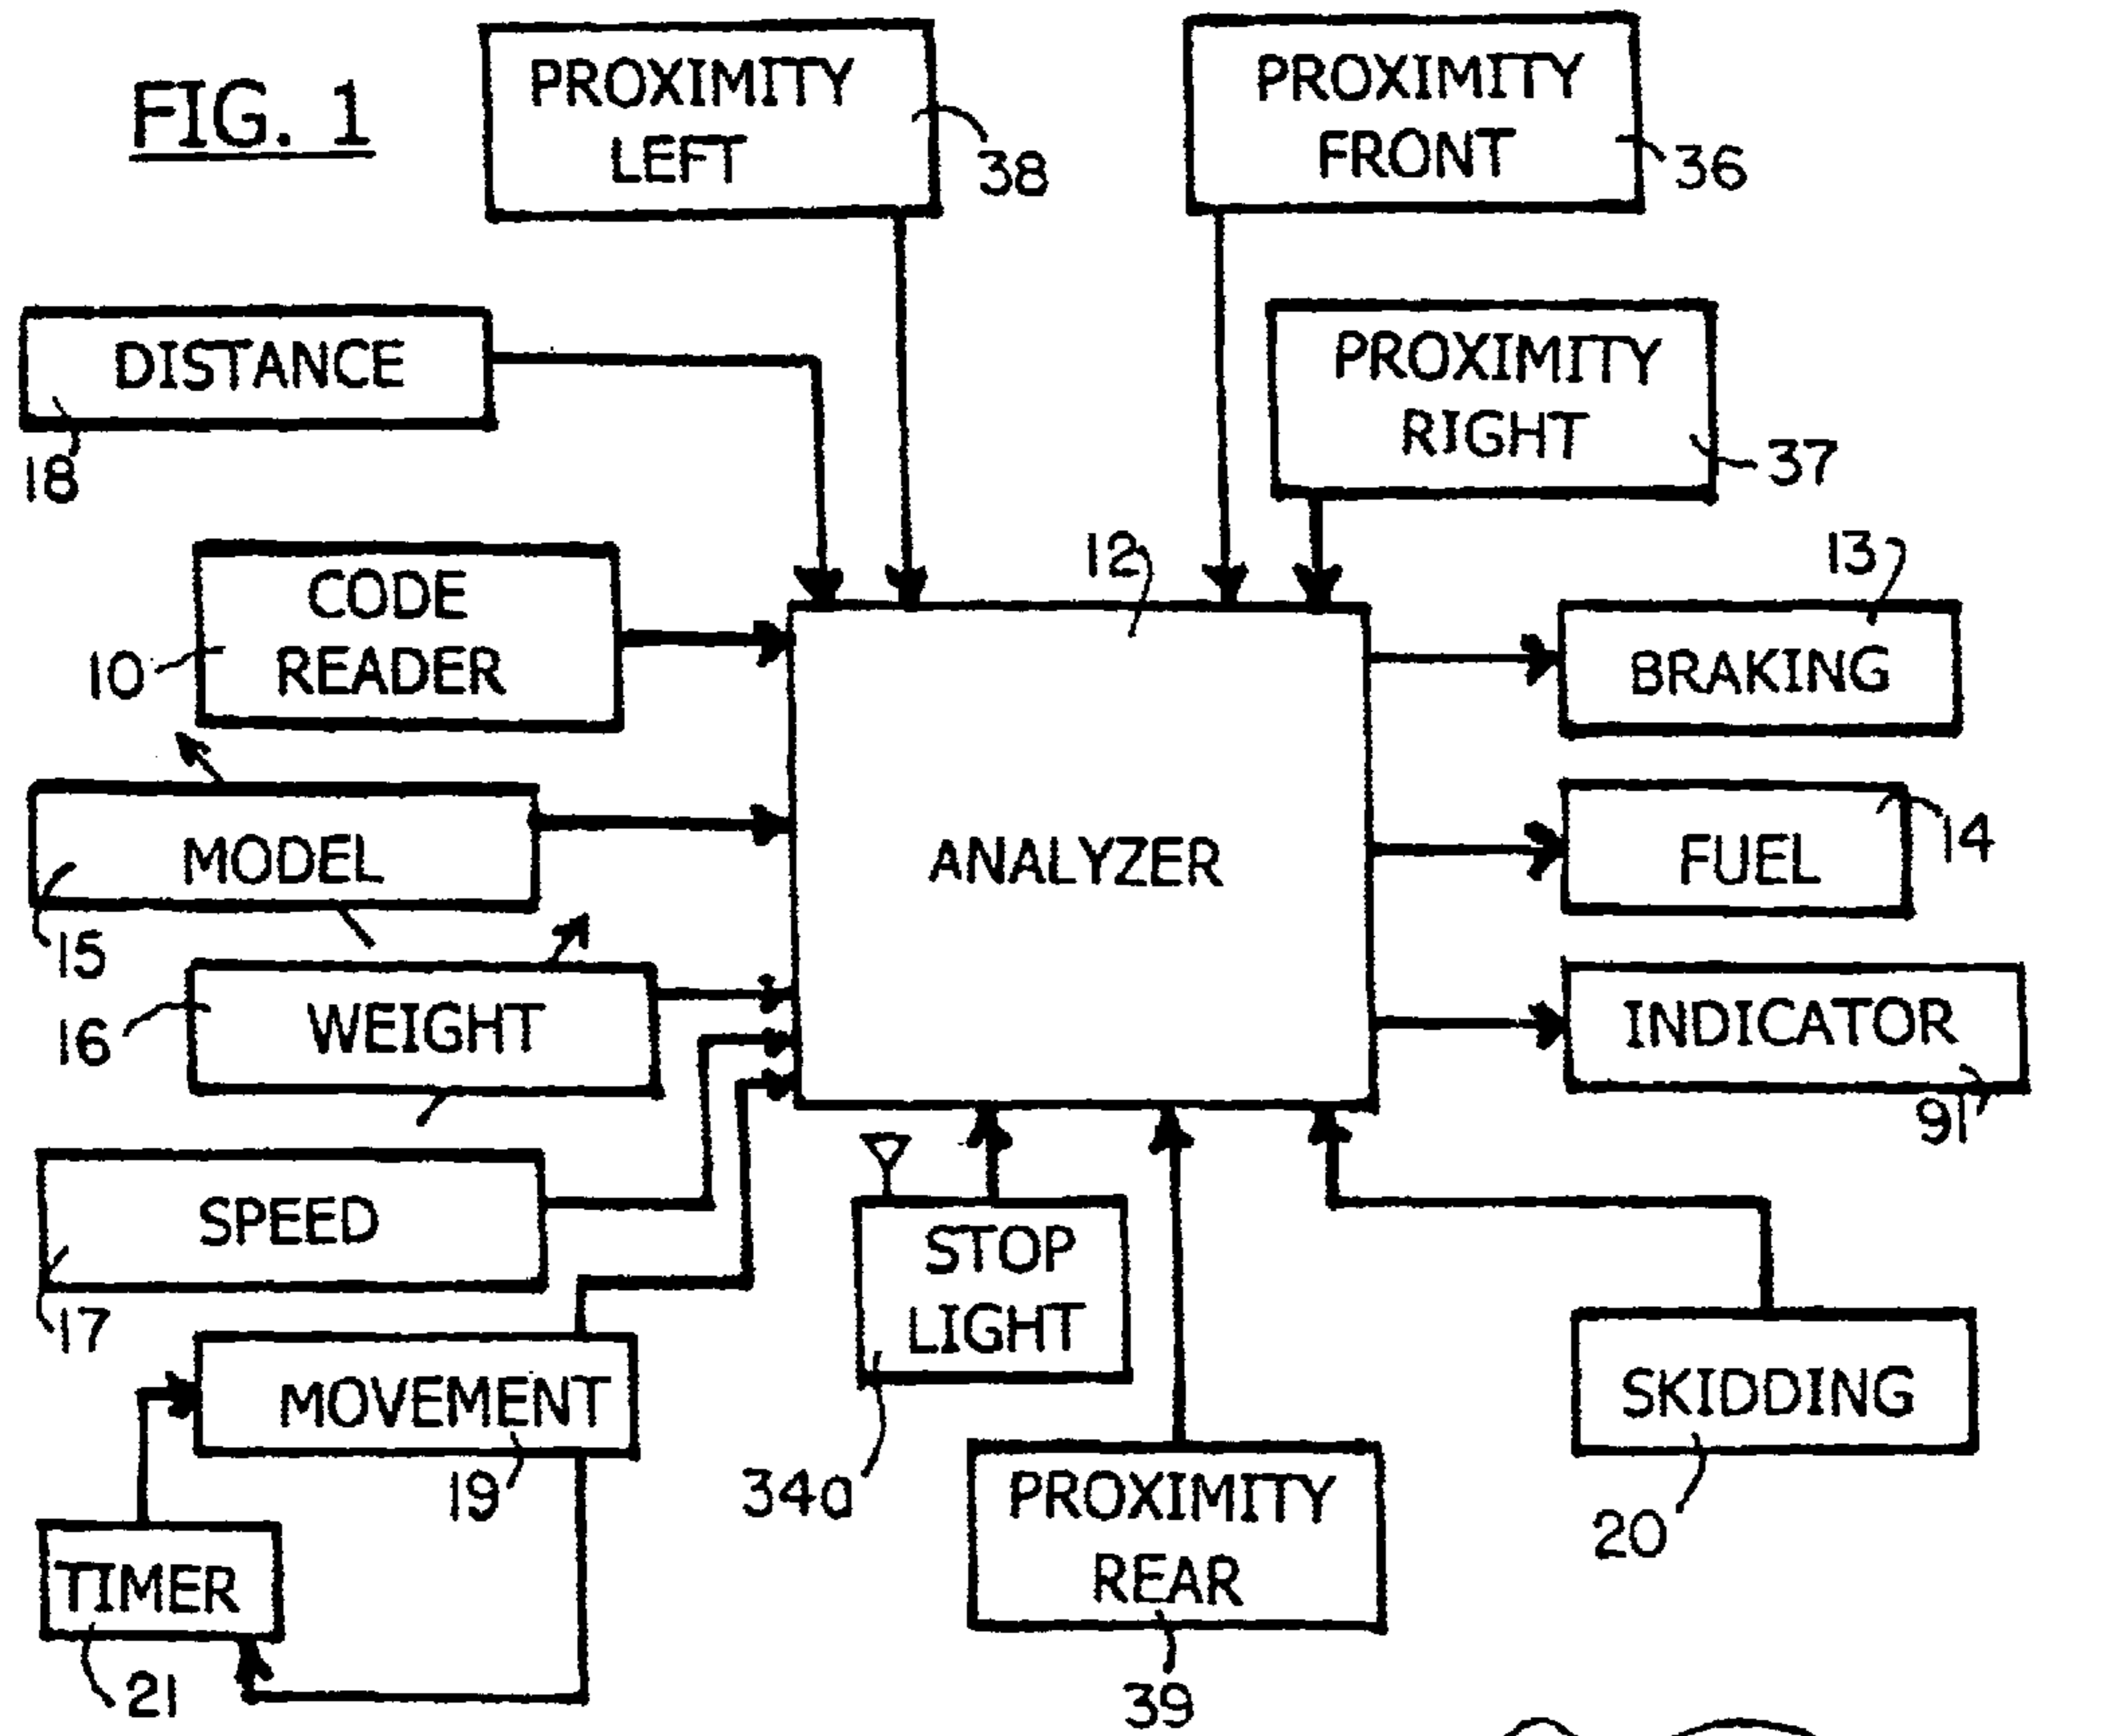 FIG. 1
PROXIMITY
LEFT
38
PROXIMITY
FRONT
36
DISTANCE
18
PROXIMITY
RIGHT
37
CODE
READER
10
12
ANALYZER
13
BRAKING
MODEL
15
FUEL
14
WEIGHT
16
INDICATOR
91
SPEED
17
STOP
LIGHT
34a
MOVEMENT
19
SKIDDING
20
TIMER
21
PROXIMITY
REAR
39